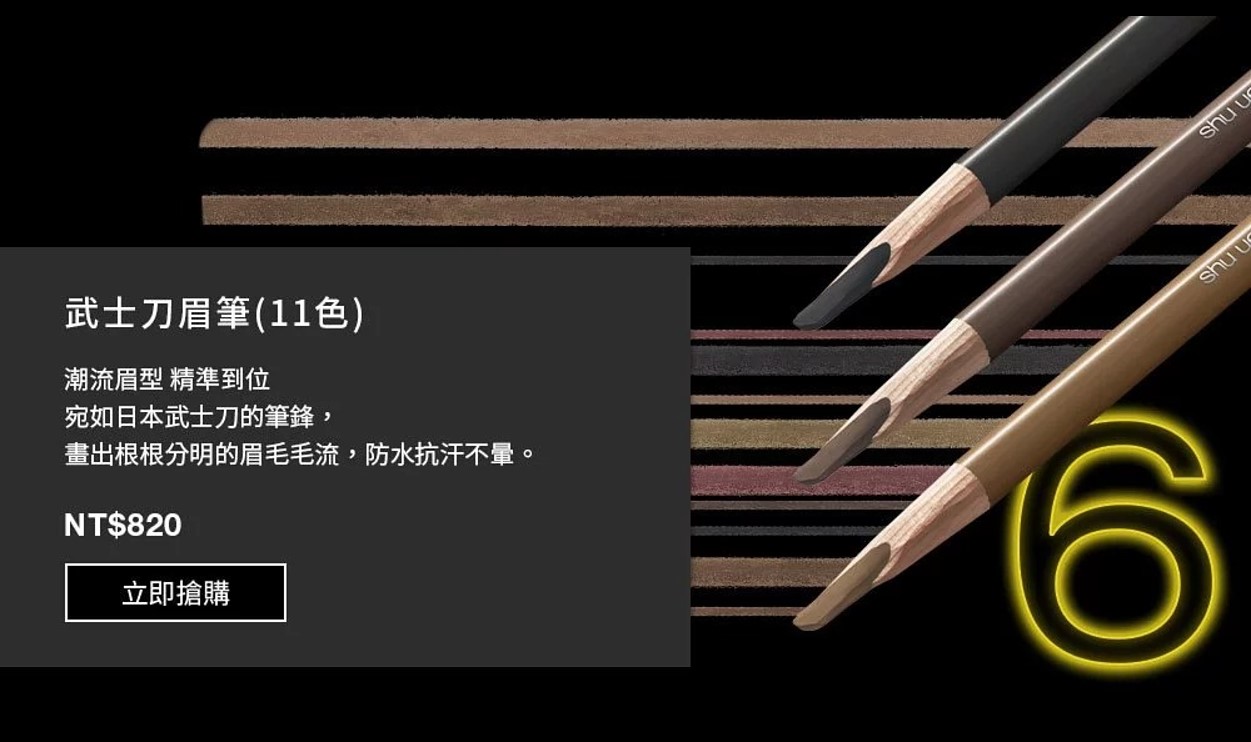 武士刀眉筆(11色)
潮流眉型 精準到位
宛如日本武士刀的筆鋒，
畫出根根分明的眉毛毛流，防水抗汗不暈。
NT$820
立即搶購
shu ue
shu ue
6